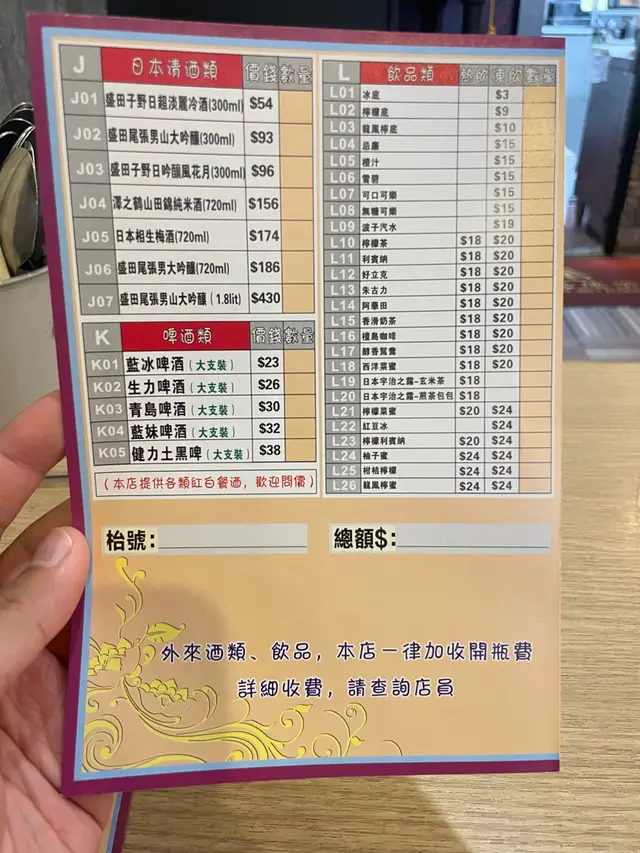 J 日本清酒類 價錢 數量
J01 盛田子野日超淡麗冷酒(300ml) $54
J02 盛田尾張男山大吟釀(300ml) $93
J03 盛田子野日吟釀風花月(300ml) $96
J04 澤之鶴山田錦純米酒(720ml) $156
J05 日本相生梅酒(720ml) $174
J06 盛田尾張男大吟釀(720ml) $186
J07 盛田尾張男山大吟釀(1.8lit) $430
K 啤酒類 價錢 數量
K01 藍冰啤酒(大支裝) $23
K02 生力啤酒(大支裝) $26
K03 青島啤酒(大支裝) $30
K04 藍妹啤酒(大支裝) $32
K05 健力士黑啤(大支裝) $38
(本店提供各類紅白餐酒，歡迎問價)
L 飲品類 熱飲 凍飲 數量
L01 冰底 $3
L02 檸檬底 $9
L03 龍鳳檸底 $10
L04 忌廉 $15
L05 橙汁 $15
L06 雪碧 $15
L07 可口可樂 $15
L08 無糖可樂 $15
L09 波子汽水 $19
L10 檸檬茶 $18 $20
L11 利賓納 $18 $20
L12 好立克 $18 $20
L13 朱古力 $18 $20
L14 阿華田 $18 $20
L15 香滑奶茶 $18 $20
L16 檀島咖啡 $18 $20
L17 醇香鴛鴦 $18 $20
L18 西洋菜蜜 $18 $20
L19 日本宇治之露-玄米茶 $18
L20 日本宇治之露-煎茶包包 $18
L21 檸檬菜蜜 $20 $24
L22 紅豆冰 $24
L23 檸檬利賓納 $20 $24
L24 柚子蜜 $24 $24
L25 柑桔檸檬 $24 $24
L26 龍鳳檸蜜 $24 $24
枱號:
總額$:
外來酒類、飲品，本店一律加收開瓶費
詳細收費，請查詢店員